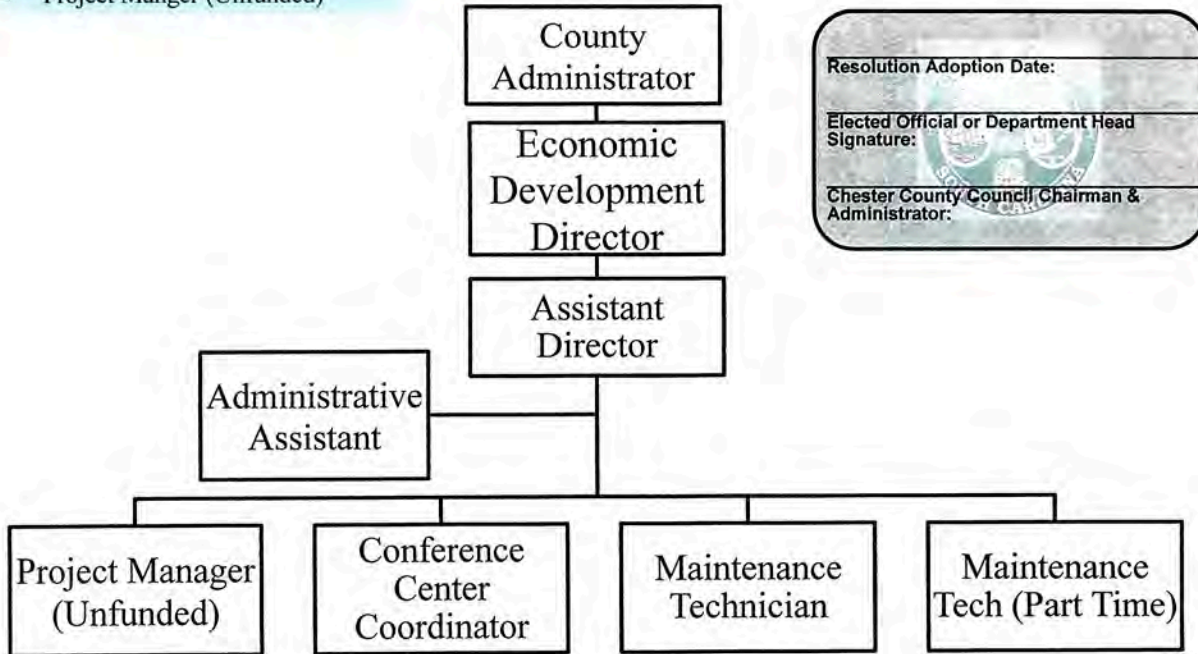 Project Manger (Unfunded)
County
Administrator
Economic
Development
Director
Assistant
Director
Administrative
Assistant
Project Manager
(Unfunded)
Conference
Center
Coordinator
Maintenance
Technician
Maintenance
Tech (Part Time)
Resolution Adoption Date:
Elected Official or Department Head
Signature:
Chester County Council Chairman &
Administrator:
SOUTH CAROLINA